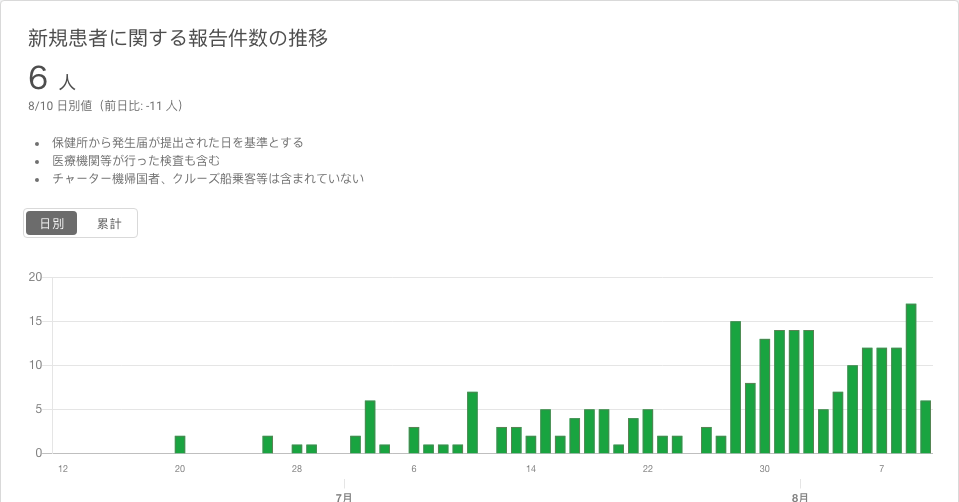 新規患者に関する報告件数の推移
6 人
8/10 日別値（前日比: -11 人）
保健所から発生届が提出された日を基準とする
医療機関等が行った検査も含む
チャーター機帰国者、クルーズ船乗客等は含まれていない
日別 累計
20
15
10
5
0
12 20 28 6 14 22 30 7
7月 8月